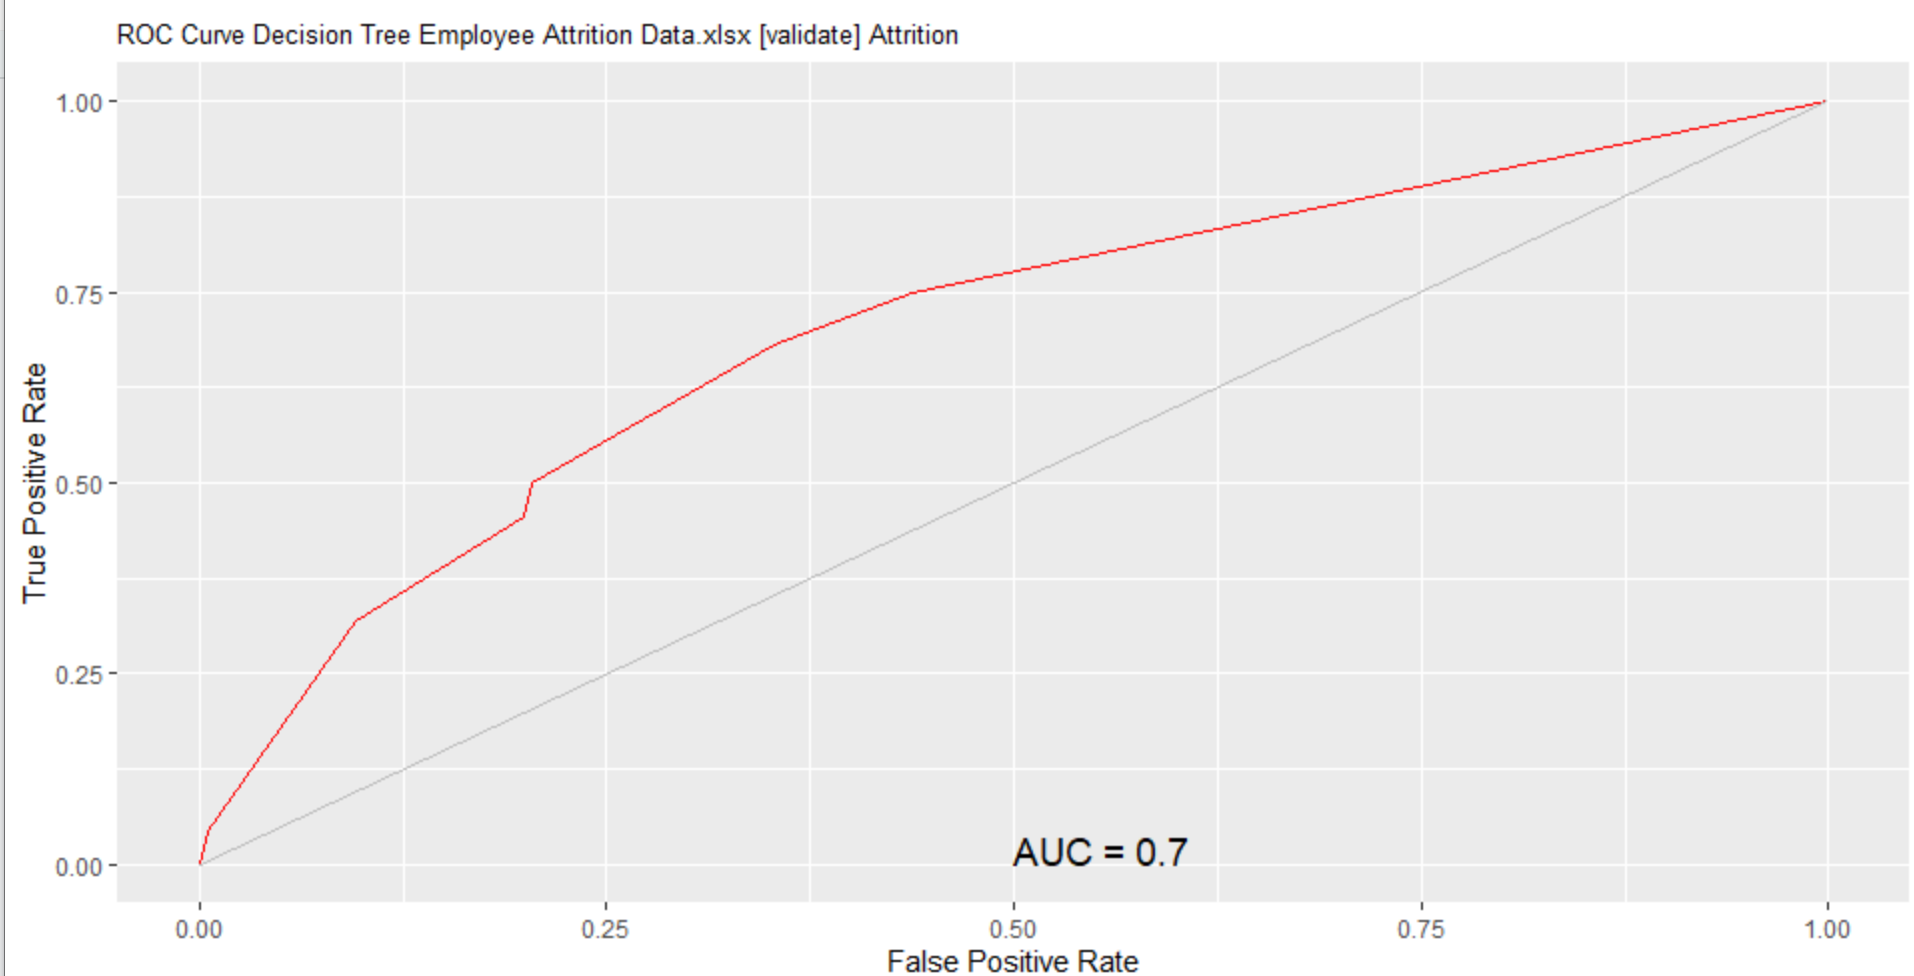 ROC Curve Decision Tree Employee Attrition Data.xlsx [validate] Attrition
1.00
0.75
0.50
0.25
0.00
True Positive Rate
AUC = 0.7
0.00 0.25 0.50 0.75 1.00
False Positive Rate